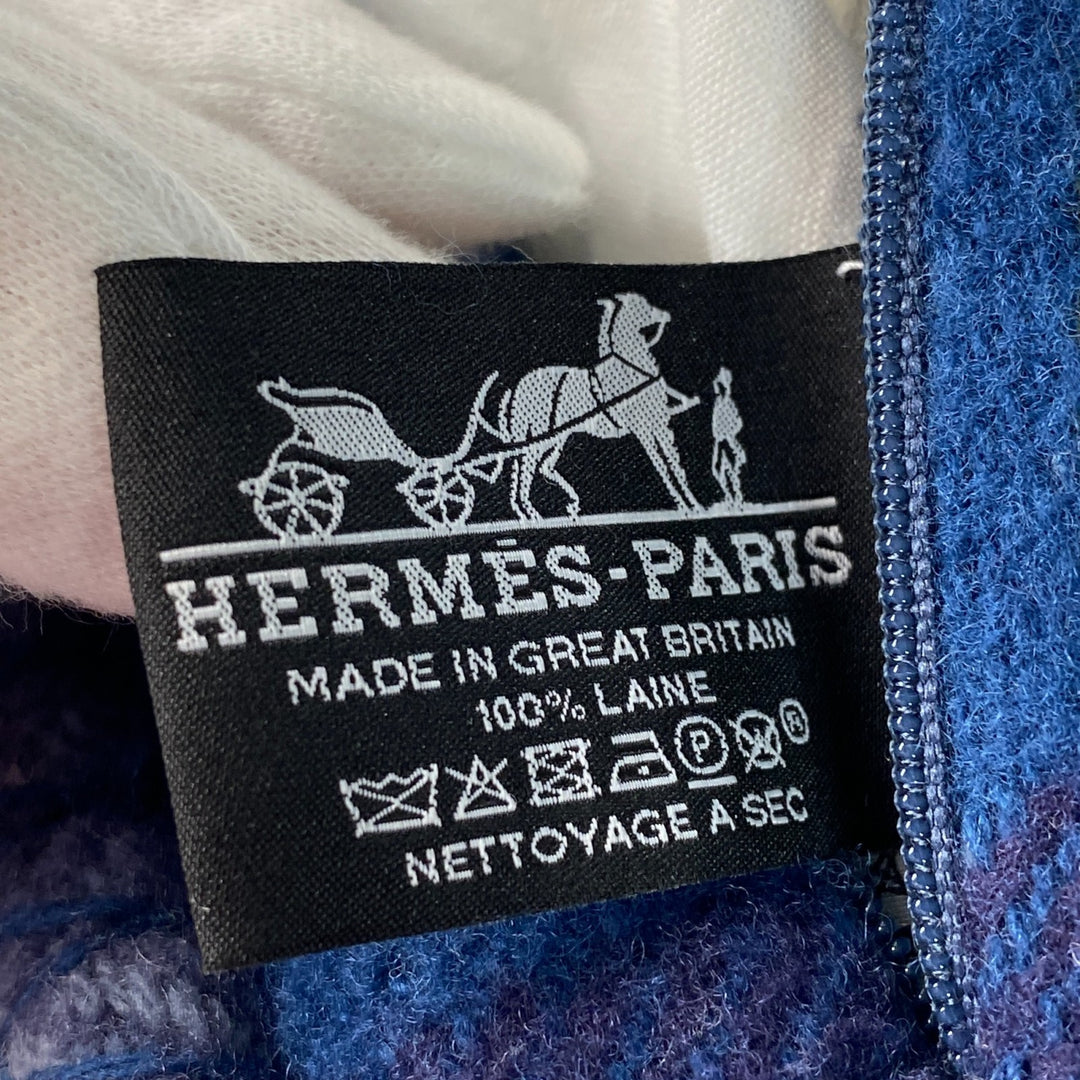 HERMÈS-PARIS
MADE IN GREAT BRITAIN
100% LAINE
P W ®
NETTOYAGE A SEC